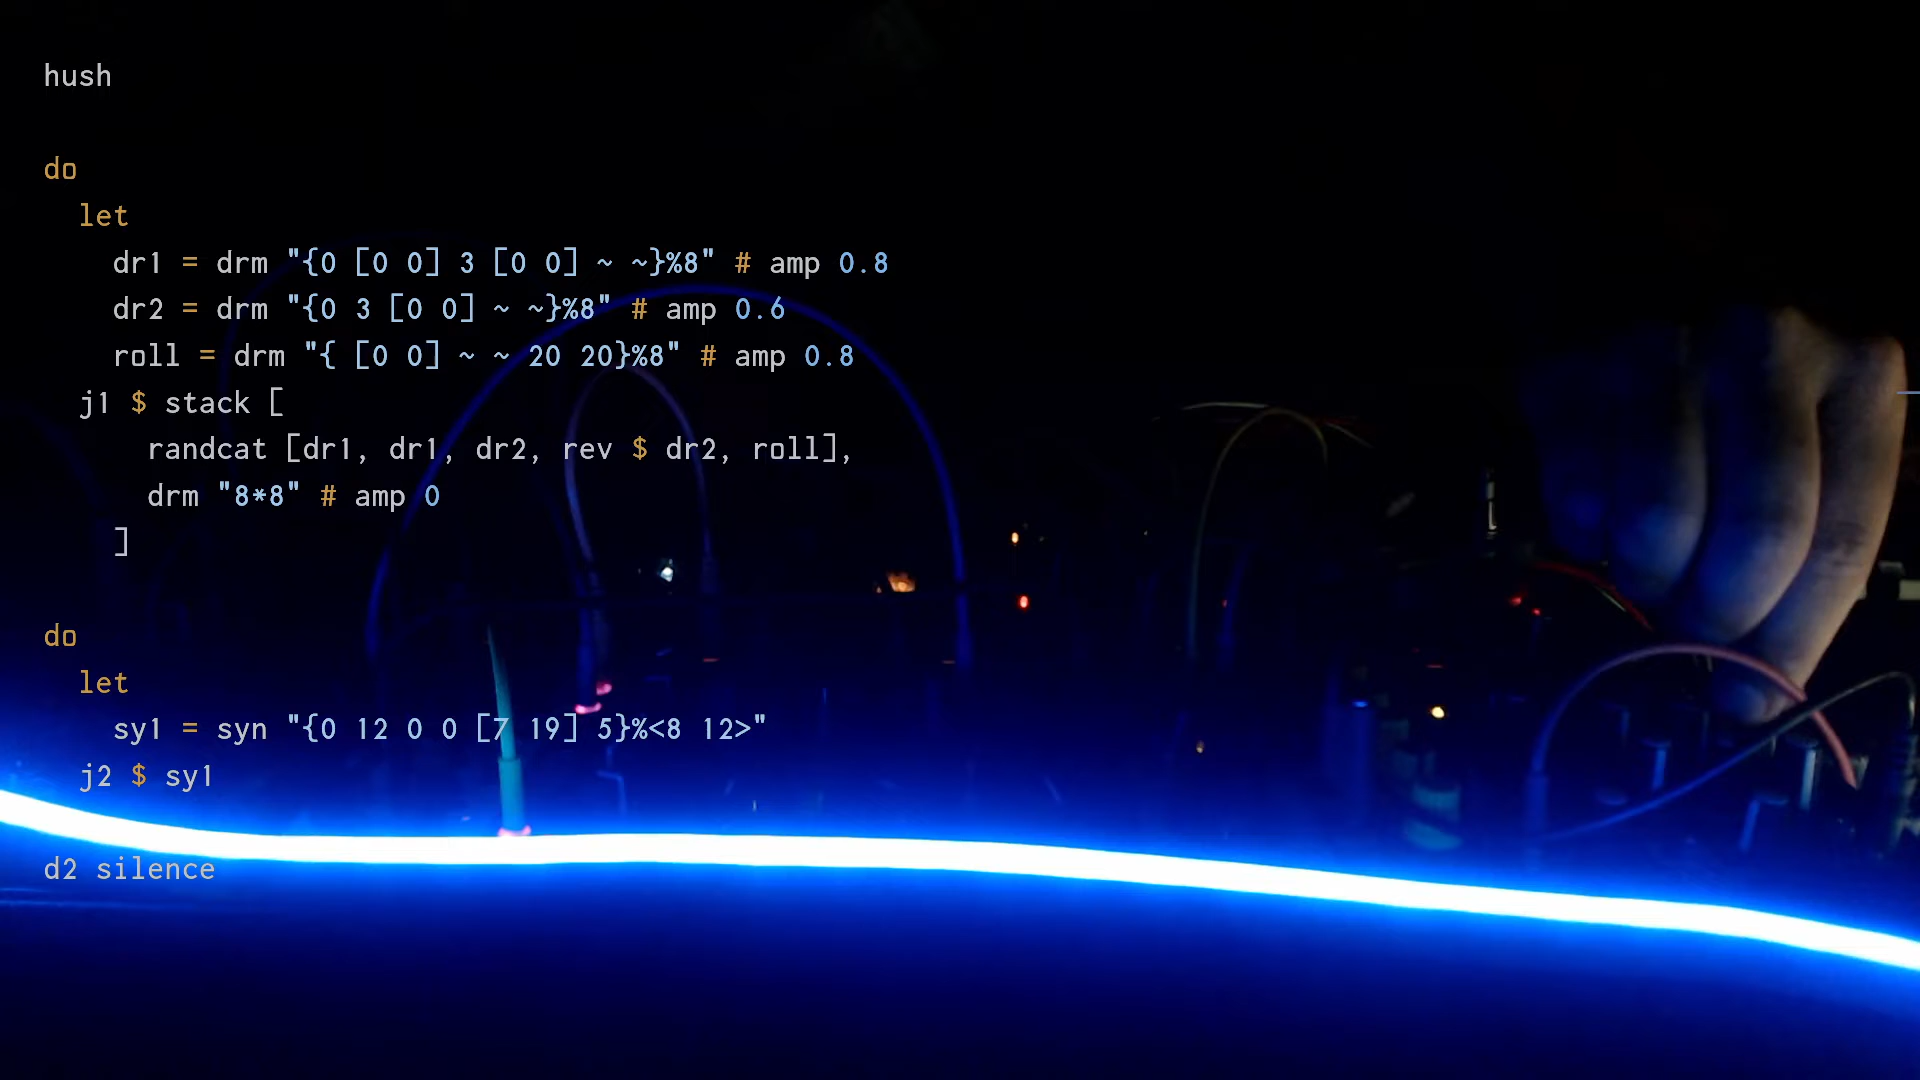 hush
do
let
dr1 = drm "{0 [0 0] 3 [0 0] ~ ~}%8" # amp 0.8
dr2 = drm "{0 3 [0 0] ~ ~}%8" # amp 0.6
roll = drm "{ [0 0] ~ ~ 20 20}%8" # amp 0.8
j1 $ stack [
randcat [dr1, dr1, dr2, rev $ dr2, roll],
drm "8*8" # amp 0
]
do
let
sy1 = syn "{0 12 0 0 [7 19] 5}%<8 12>"
j2 $ sy1
d2 silence